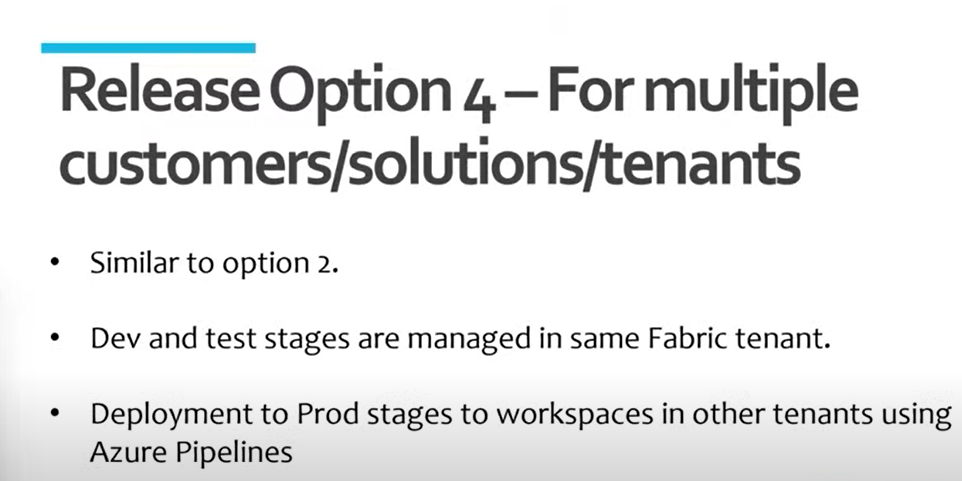 Release Option 4 – For multiple
customers/solutions/tenants
• Similar to option 2.
• Dev and test stages are managed in same Fabric tenant.
• Deployment to Prod stages to workspaces in other tenants using
Azure Pipelines